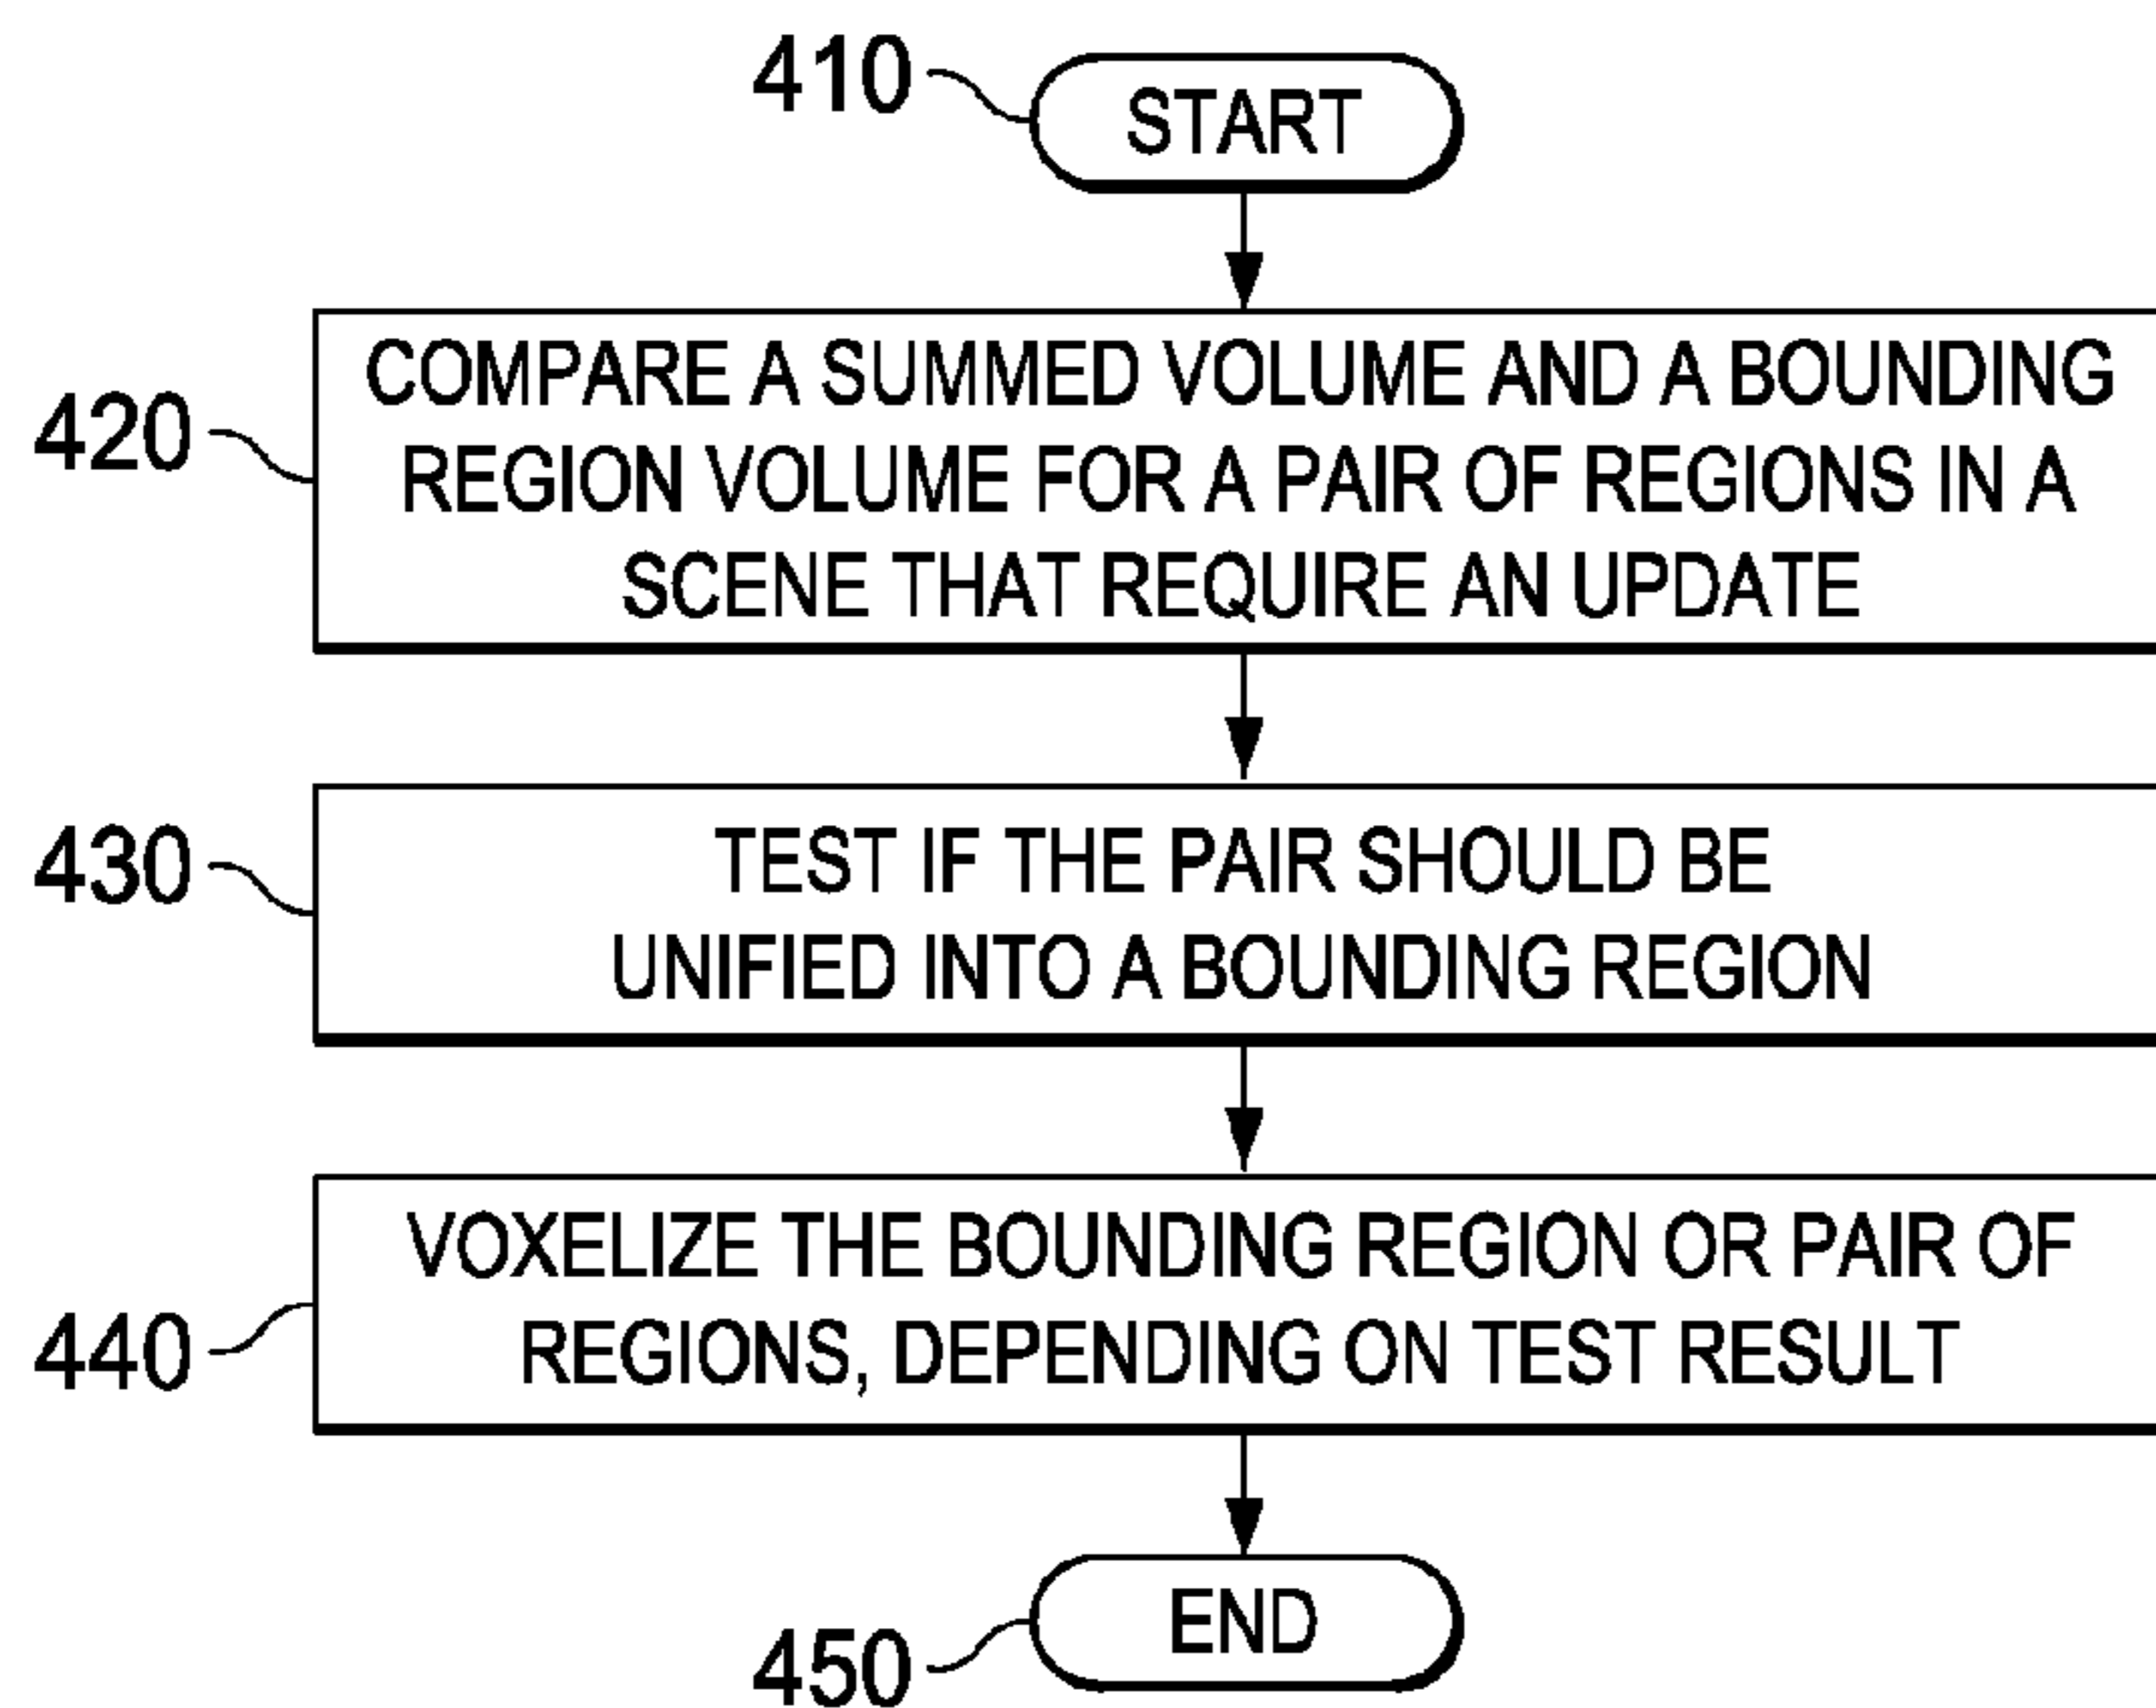 410
START
420
COMPARE A SUMMED VOLUME AND A BOUNDING
REGION VOLUME FOR A PAIR OF REGIONS IN A
SCENE THAT REQUIRE AN UPDATE
430
TEST IF THE PAIR SHOULD BE
UNIFIED INTO A BOUNDING REGION
440
VOXELIZE THE BOUNDING REGION OR PAIR OF
REGIONS, DEPENDING ON TEST RESULT
450
END